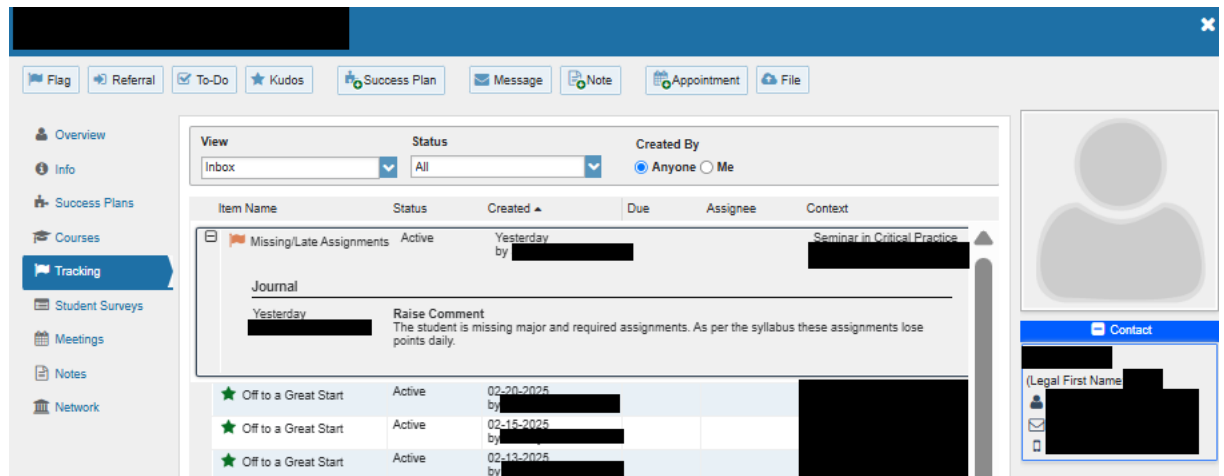 Flag Referral To-Do Kudos Success Plan Message Note Appointment File
Overview
Info
Success Plans
Courses
Tracking
Student Surveys
Meetings
Notes
Network
View Status Created By
Inbox All Anyone Me
Item Name Status Created Due Assignee Context
Missing/Late Assignments Active Yesterday Seminar in Critical Practice
by
Journal
Yesterday Raise Comment
The student is missing major and required assignments. As per the syllabus these assignments lose
points daily.
Off to a Great Start Active 02-20-2025
by
Off to a Great Start Active 02-15-2025
by
Off to a Great Start Active 02-13-2025
by
Contact
(Legal First Name